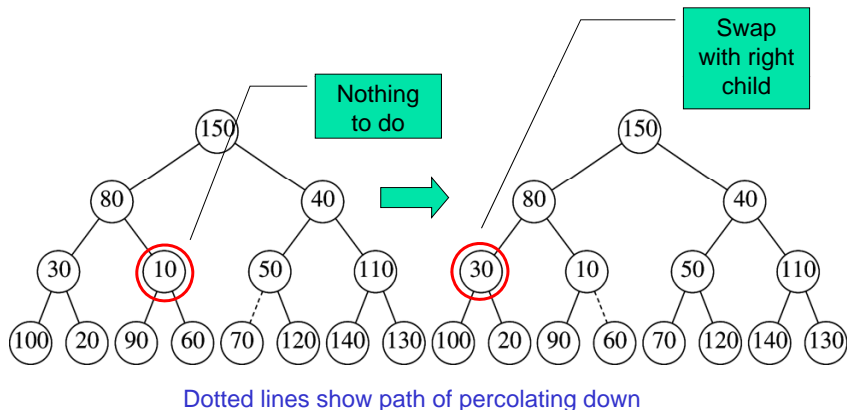 Nothing
to do
Swap
with right
child
150
80 40
30 10 50 110
100 20 90 60 70 120 140 130
150
80 40
30 10 50 110
100 20 90 60 70 120 140 130
Dotted lines show path of percolating down